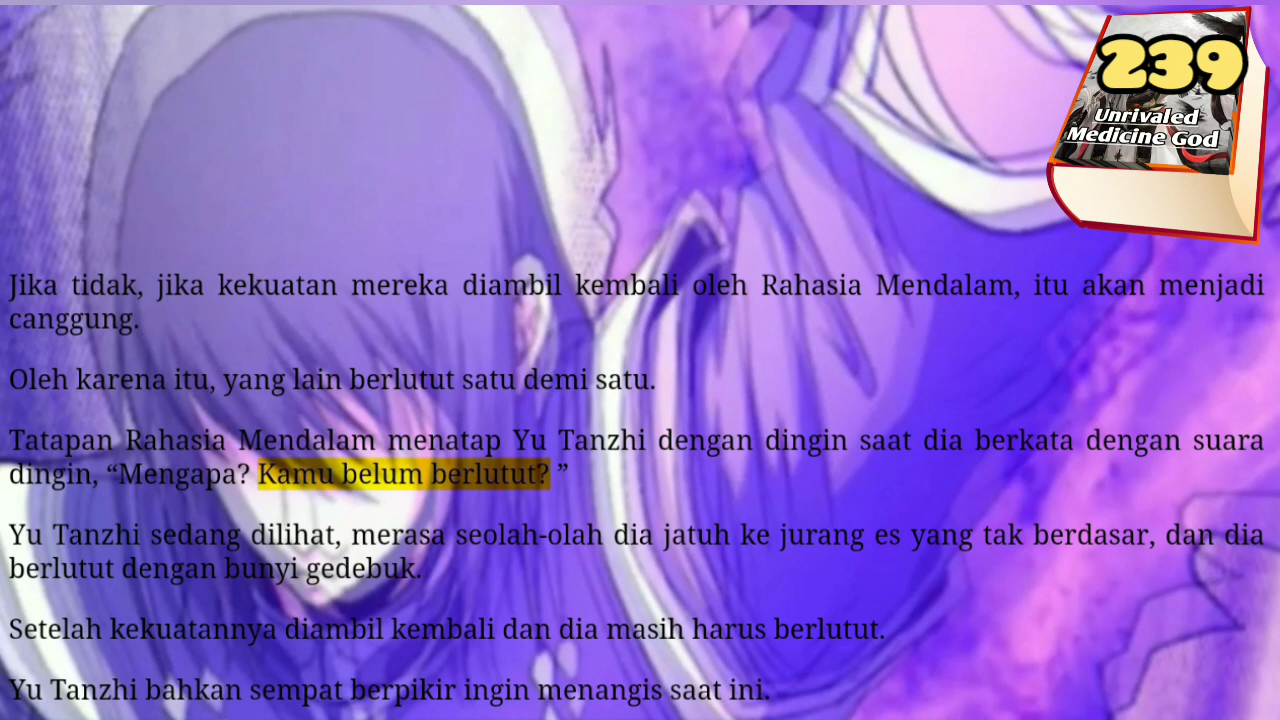 239
Unrivaled
Medicine God
Jika tidak, jika kekuatan mereka diambil kembali oleh Rahasia Mendalam, itu akan menjadi
canggung.
Oleh karena itu, yang lain berlutut satu demi satu.
Tatapan Rahasia Mendalam menatap Yu Tanzhi dengan dingin saat dia berkata dengan suara
dingin, “Mengapa? Kamu belum berlutut? ”
Yu Tanzhi sedang dilihat, merasa seolah-olah dia jatuh ke jurang es yang tak berdasar, dan dia
berlutut dengan bunyi gedebuk.
Setelah kekuatannya diambil kembali dan dia masih harus berlutut.
Yu Tanzhi bahkan sempat berpikir ingin menangis saat ini.